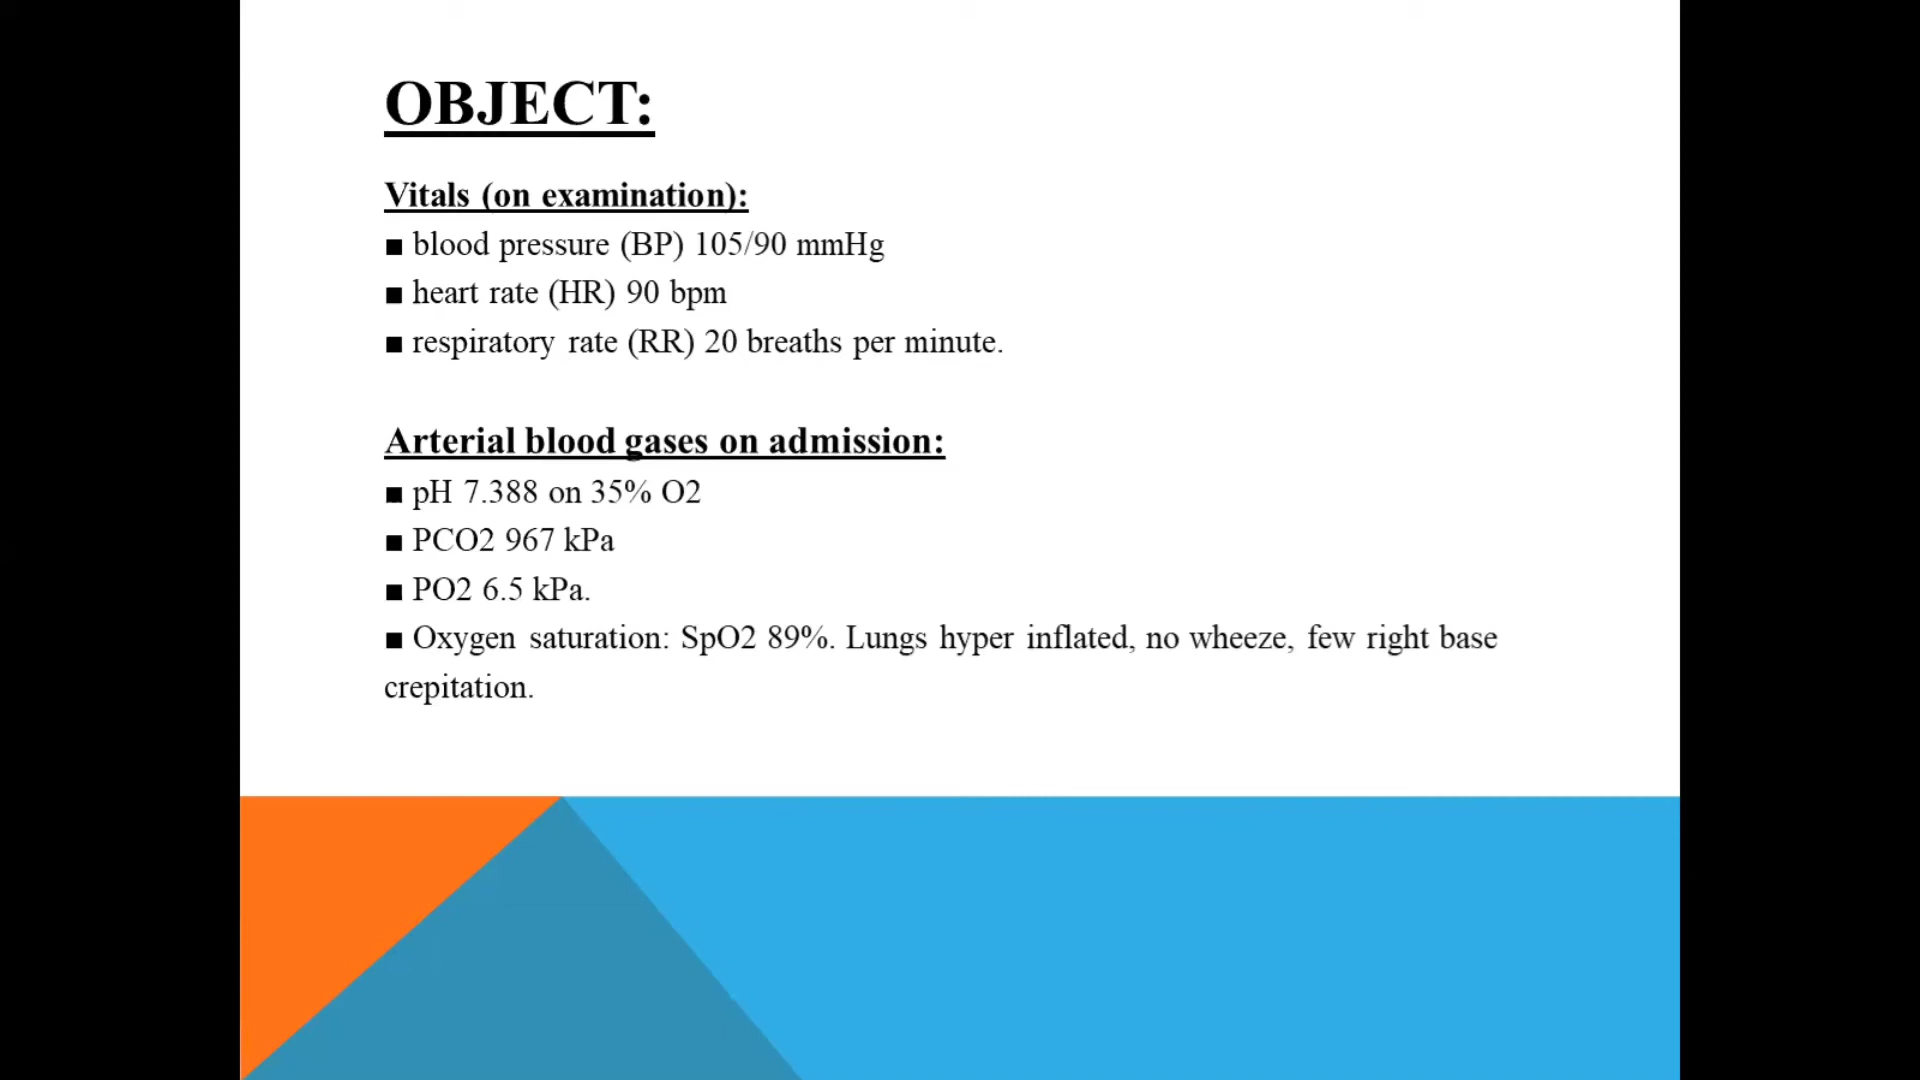 OBJECT:
Vitals (on examination):
■ blood pressure (BP) 105/90 mmHg
■ heart rate (HR) 90 bpm
■ respiratory rate (RR) 20 breaths per minute.
Arterial blood gases on admission:
■ pH 7.388 on 35% O2
■ PCO2 967 kPa
■ PO2 6.5 kPa.
■ Oxygen saturation: SpO2 89%. Lungs hyper inflated, no wheeze, few right base
crepitation.